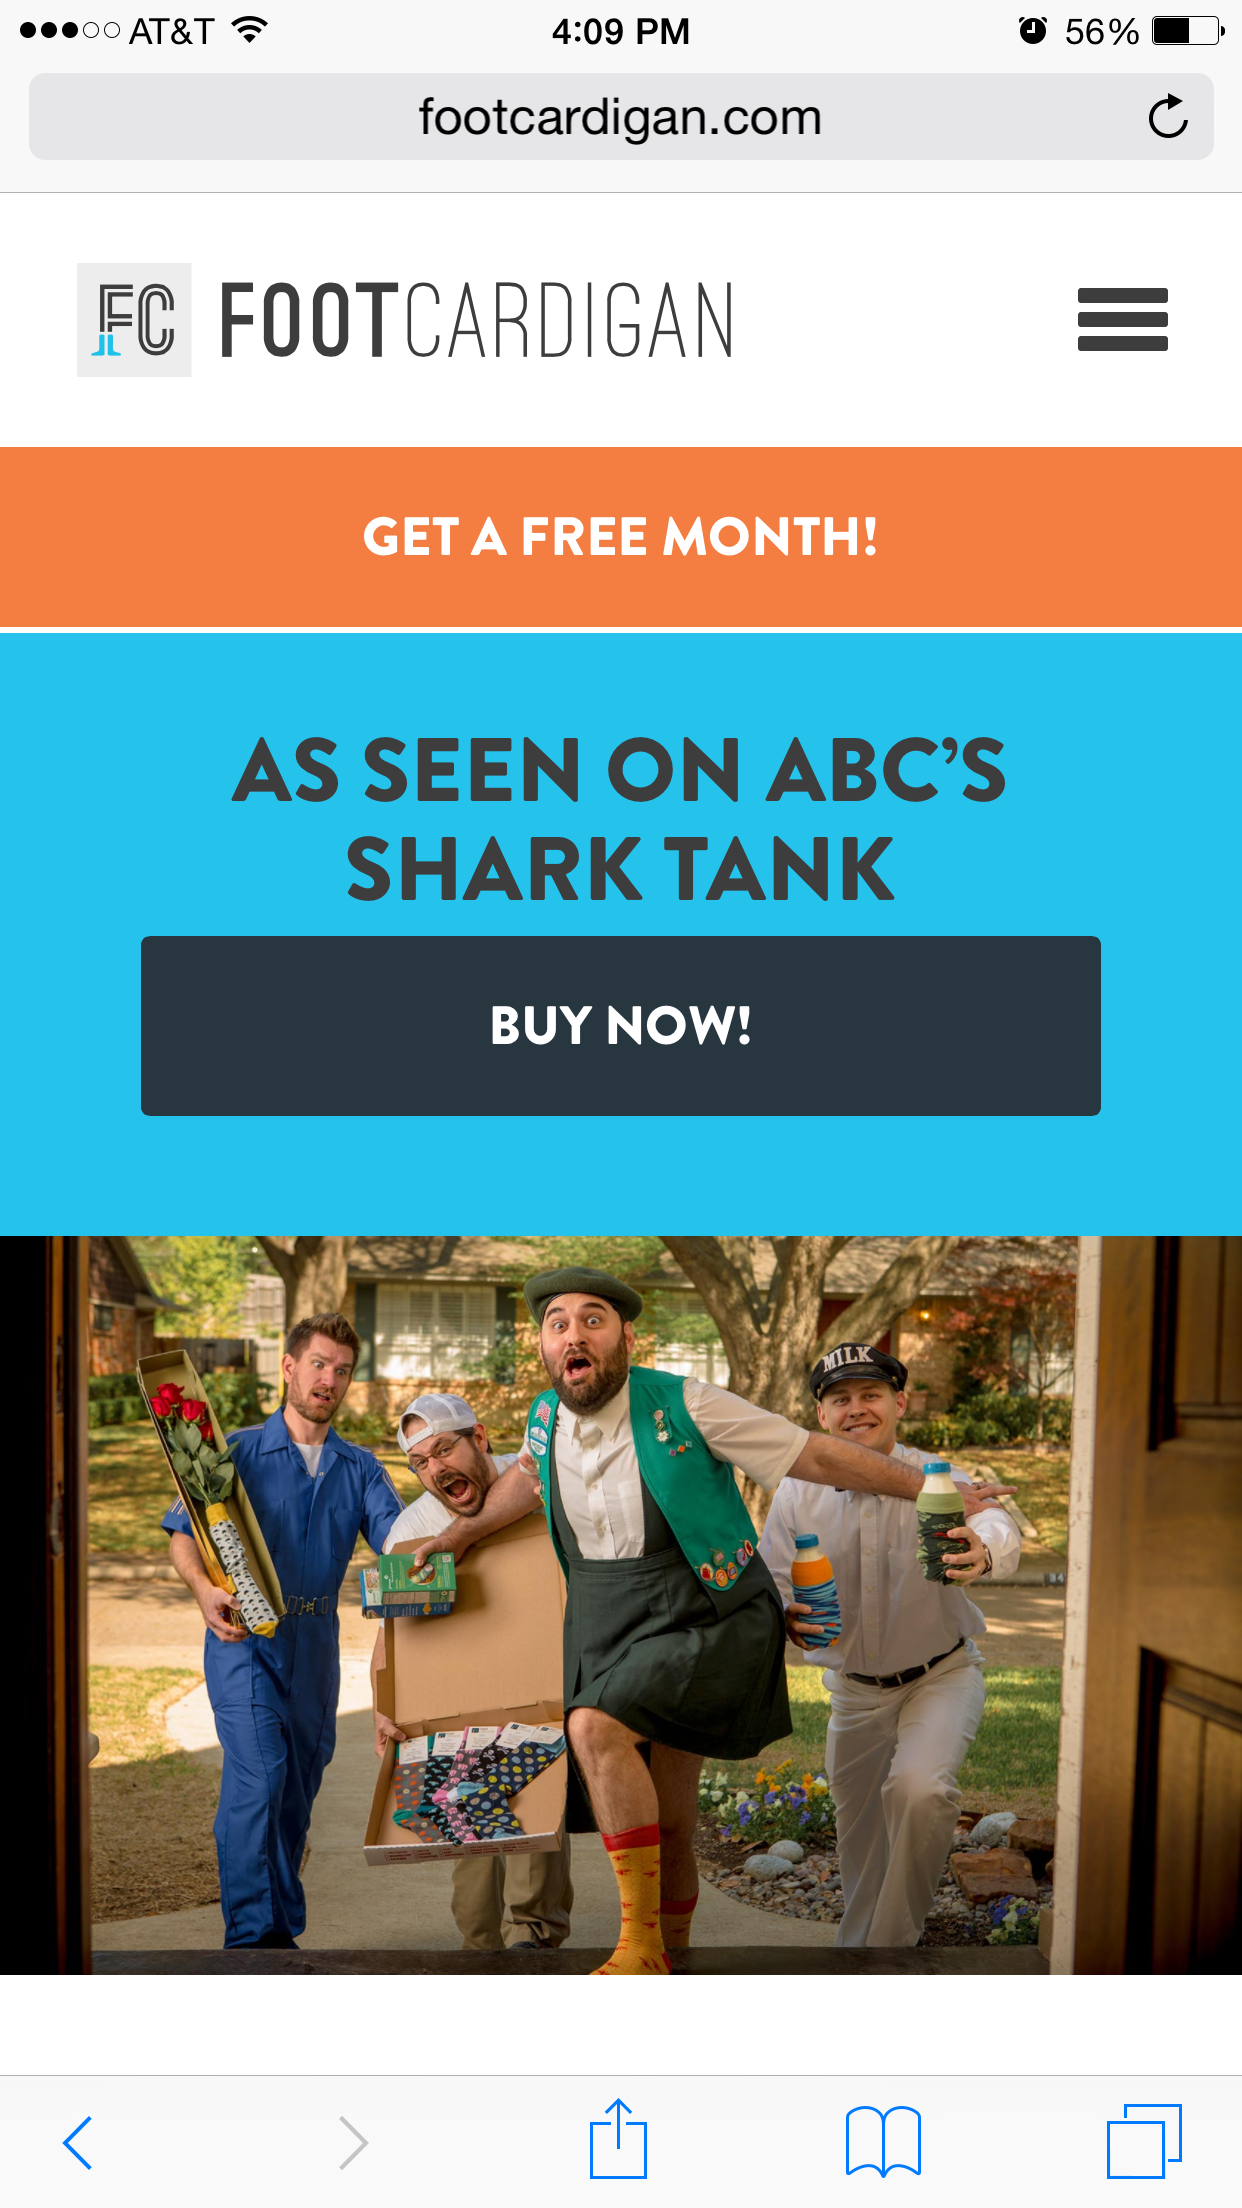 AT&T 4:09 PM 56%
footcardigan.com
FC FOOTCARDIGAN
GET A FREE MONTH!
AS SEEN ON ABC’S
SHARK TANK
BUY NOW!
MILK